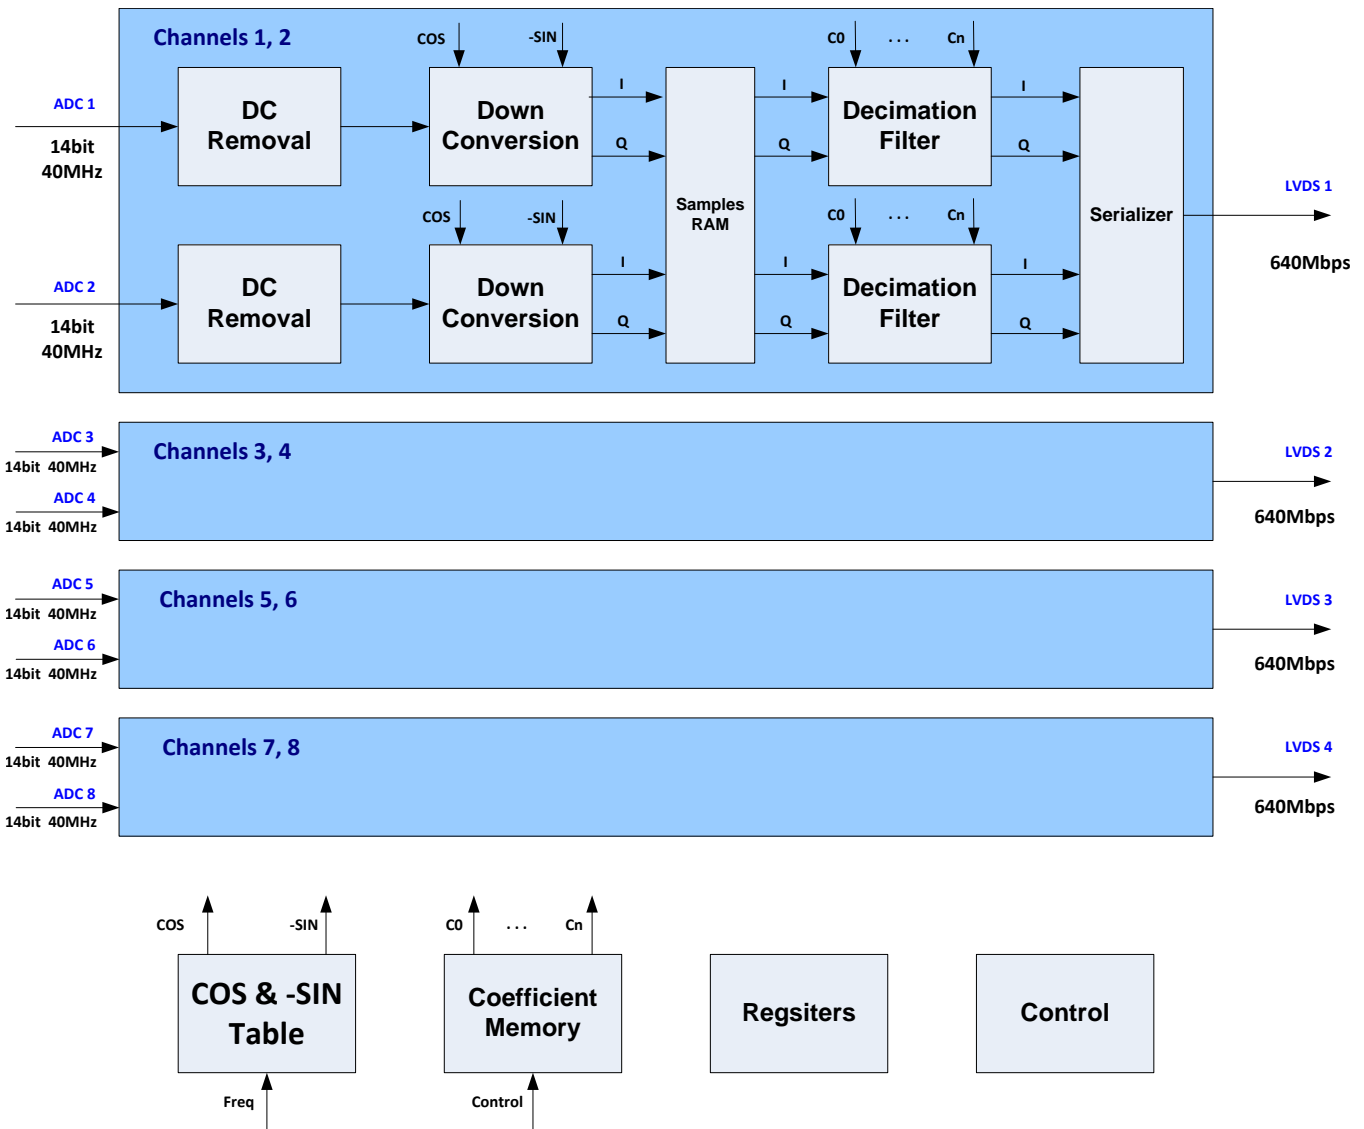 Channels 1, 2
COS
-SIN
C0
. . .
Cn
ADC 1
14bit
40MHz
DC
Removal
Down
Conversion
I
Q
I
Q
Decimation
Filter
I
Q
COS
-SIN
Samples
RAM
C0
. . .
Cn
Serializer
LVDS 1
640Mbps
ADC 2
14bit
40MHz
DC
Removal
Down
Conversion
I
Q
I
Q
Decimation
Filter
I
Q
ADC 3
14bit 40MHz
ADC 4
14bit 40MHz
Channels 3, 4
LVDS 2
640Mbps
ADC 5
14bit 40MHz
ADC 6
14bit 40MHz
Channels 5, 6
LVDS 3
640Mbps
ADC 7
14bit 40MHz
ADC 8
14bit 40MHz
Channels 7, 8
LVDS 4
640Mbps
COS
-SIN
C0
. . .
Cn
COS & -SIN
Table
Coefficient
Memory
Regsiters
Control
Freq
Control